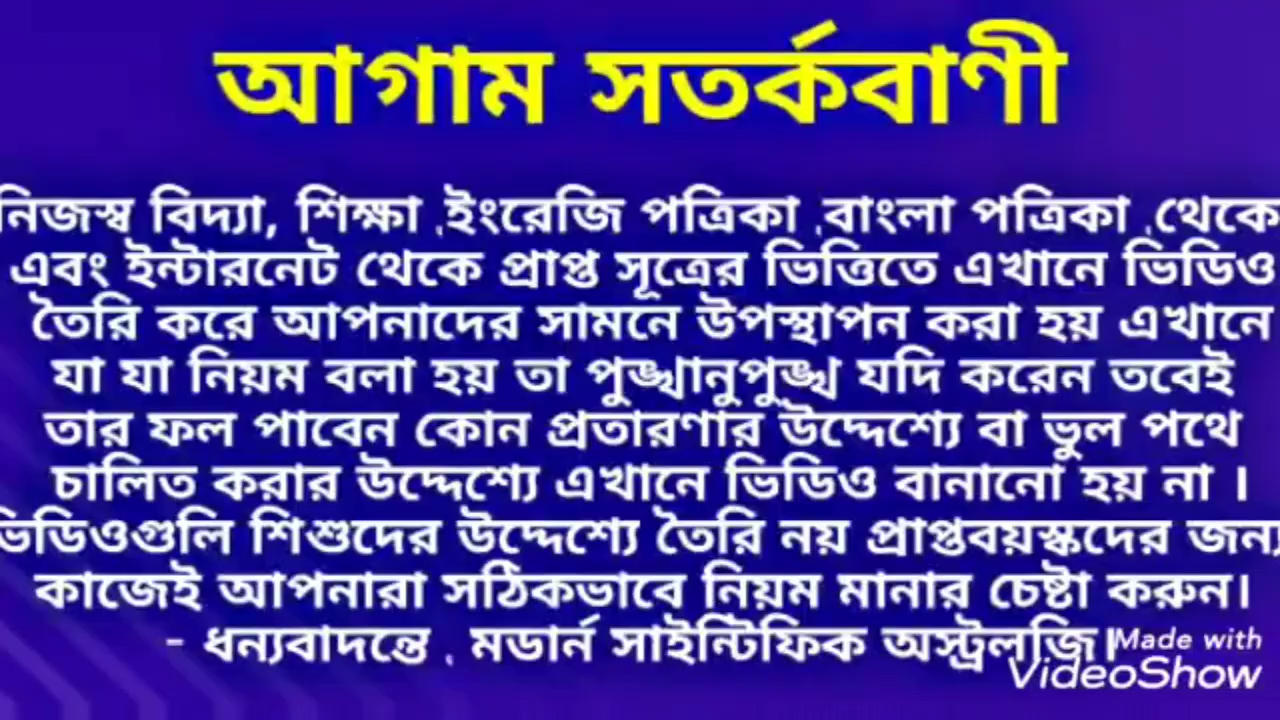 আগাম সতর্কবাণী
নিজস্ব বিদ্যা, শিক্ষা ,ইংরেজি পত্রিকা ,বাংলা পত্রিকা ,থেকে
এবং ইন্টারনেট থেকে প্রাপ্ত সূত্রের ভিত্তিতে এখানে ভিডিও
তৈরি করে আপনাদের সামনে উপস্থাপন করা হয় এখানে
যা যা নিয়ম বলা হয় তা পুঙ্খানুপুঙ্খ যদি করেন তবেই
তার ফল পাবেন কোন প্রতারণার উদ্দেশ্যে বা ভুল পথে
চালিত করার উদ্দেশ্যে এখানে ভিডিও বানানো হয় না ।
ভিডিওগুলি শিশুদের উদ্দেশ্যে তৈরি নয় প্রাপ্তবয়স্কদের জন্য
কাজেই আপনারা সঠিকভাবে নিয়ম মানার চেষ্টা করুন।
- ধন্যবাদন্তে , মডার্ন সাইন্টিফিক অস্ট্রলজি।
Made with
VideoShow